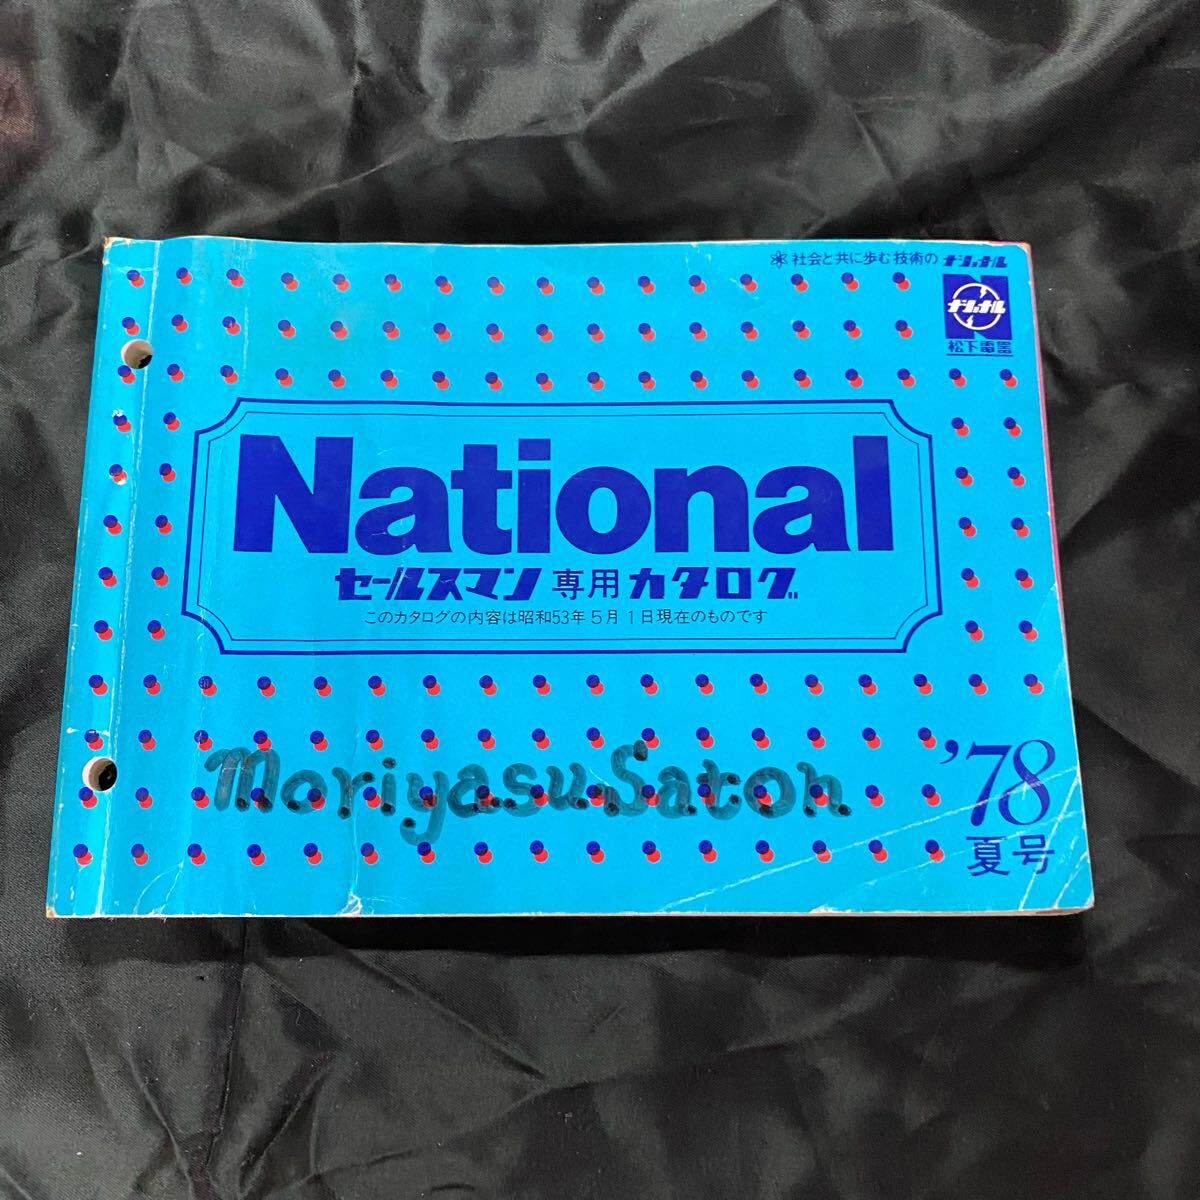 社会と共に歩む技術のナショナル
ナショナル
松下電器
National
セールスマン専用カタログ
このカタログの内容は昭和53年5月1日現在のものです
Moriyasu Satoh
'78
夏号